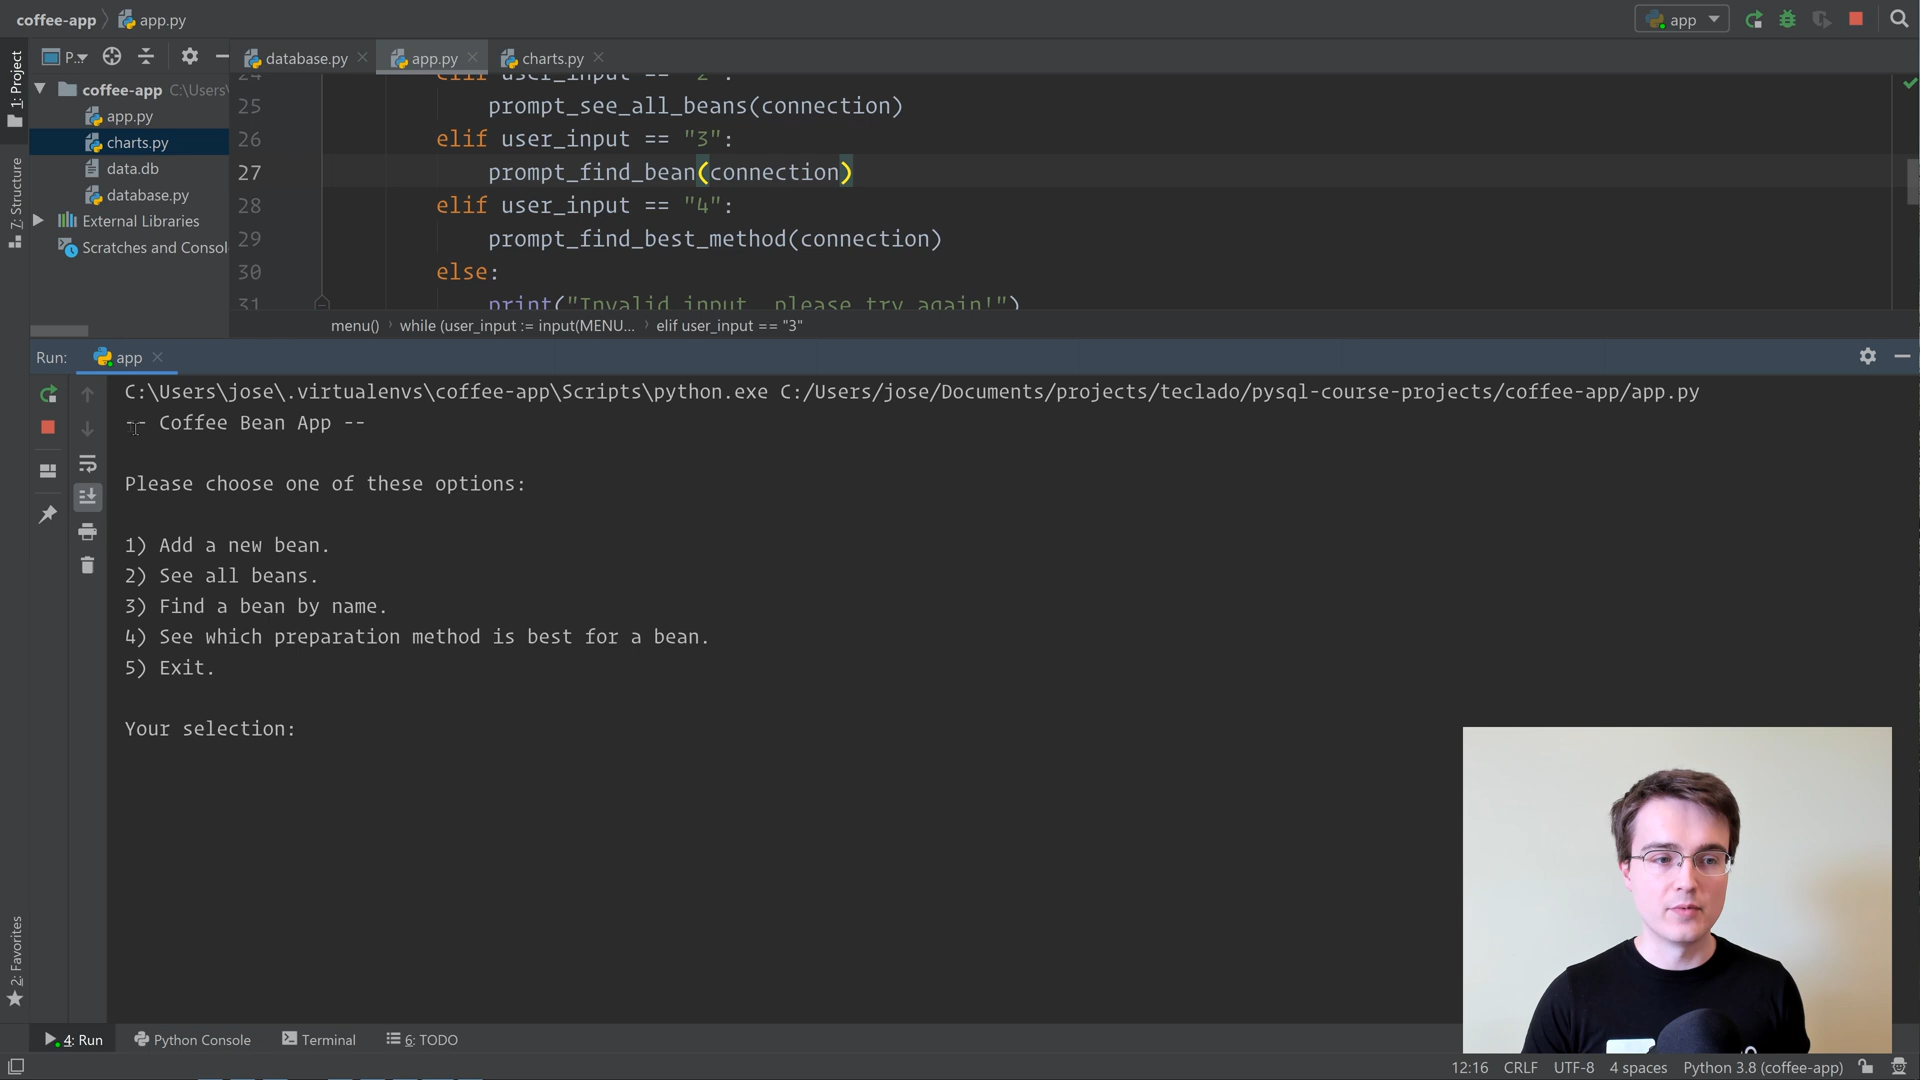 coffee-app
app.py
app
1: Project
P..
database.py
app.py
charts.py
coffee-app C:\Users\
app.py
charts.py
data.db
database.py
External Libraries
Scratches and Consol
7: Structure
24 elif user_input == "2":
25 prompt_see_all_beans(connection)
26 elif user_input == "3":
27 prompt_find_bean(connection)
28 elif user_input == "4":
29 prompt_find_best_method(connection)
30 else:
31 print("Invalid input, please try again!")
menu() › while (user_input := input(MENU... › elif user_input == "3"
Run: app
C:\Users\jose\.virtualenvs\coffee-app\Scripts\python.exe C:/Users/jose/Documents/projects/teclado/pysql-course-projects/coffee-app/app.py
-- Coffee Bean App --
Please choose one of these options:
1) Add a new bean.
2) See all beans.
3) Find a bean by name.
4) See which preparation method is best for a bean.
5) Exit.
Your selection:
2: Favorites
4: Run
Python Console
Terminal
6: TODO
12:16 CRLF UTF-8 4 spaces Python 3.8 (coffee-app)